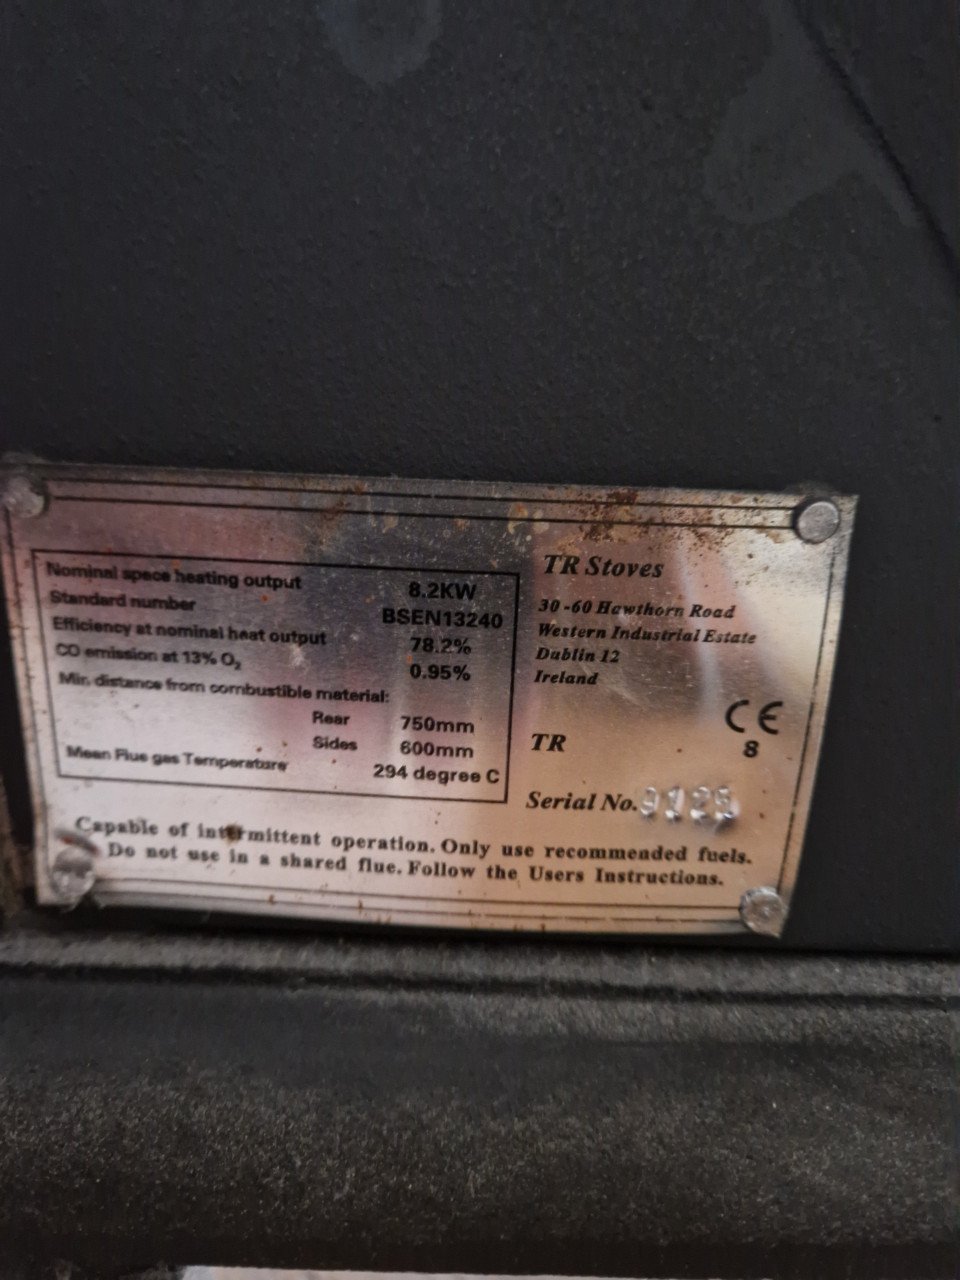 Nominal space heating output 8.2KW
Standard number BSEN13240
Efficiency at nominal heat output 78.2%
CO emission at 13% O₂ 0.95%
Min. distance from combustible material:
Rear 750mm
Sides 600mm
Mean Flue gas Temperature 294 degree C
TR Stoves
30-60 Hawthorn Road
Western Industrial Estate
Dublin 12
Ireland
CE
8
TR
Serial No.
Capable of intermittent operation. Only use recommended fuels.
Do not use in a shared flue. Follow the Users Instructions.